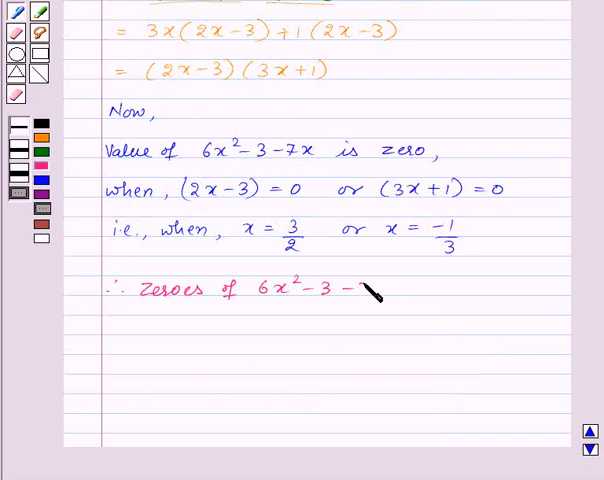 = 3x(2x-3)+1(2x-3)
= (2x-3)(3x+1)
Now,
Value of 6x²-3-7x is zero,
when, (2x-3)=0 or (3x+1)=0
i.e., when, x = 3/2 or x = -1/3
∴ Zeroes of 6x²-3-